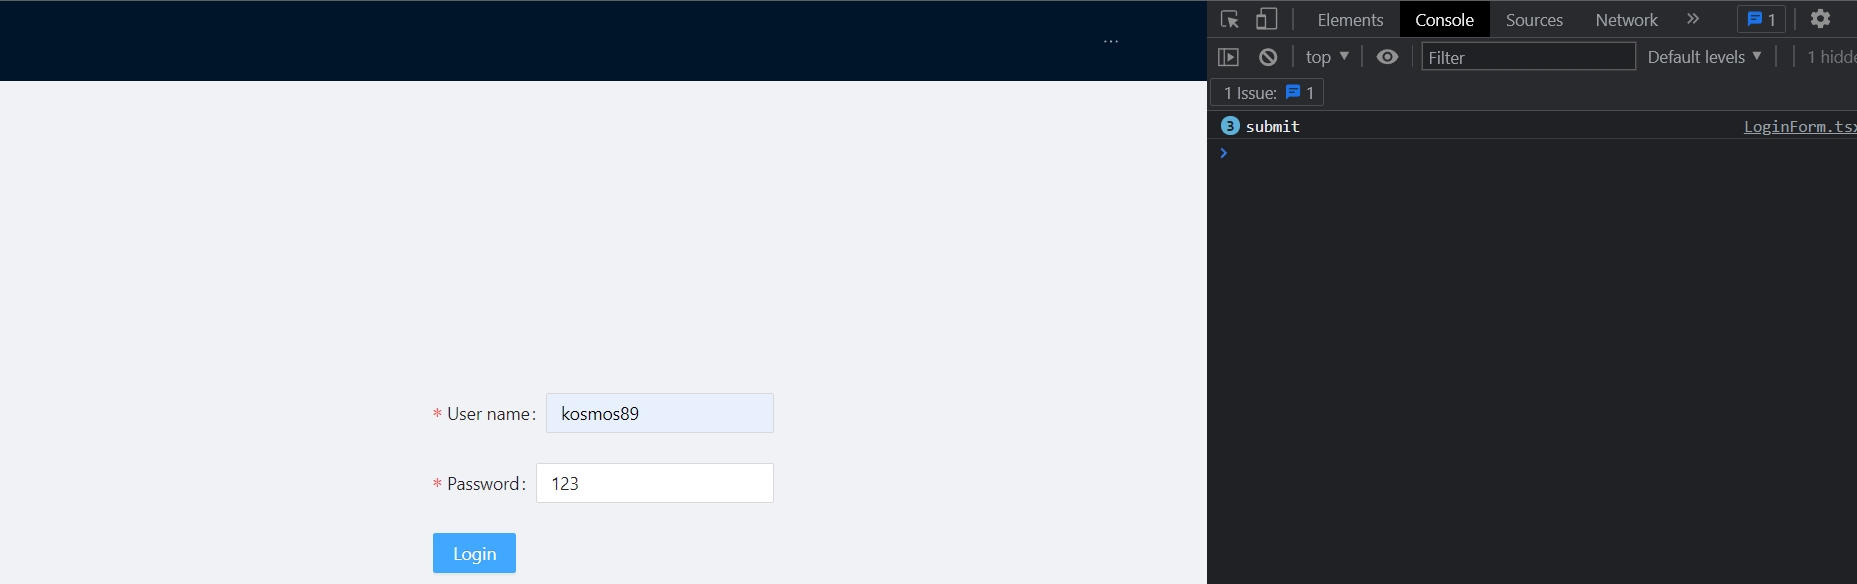 ...
Elements Console Sources Network 1
top Filter Default levels 1 hidde
1 Issue: 1
3 submit LoginForm.tsx
* User name: kosmos89
* Password: 123
Login